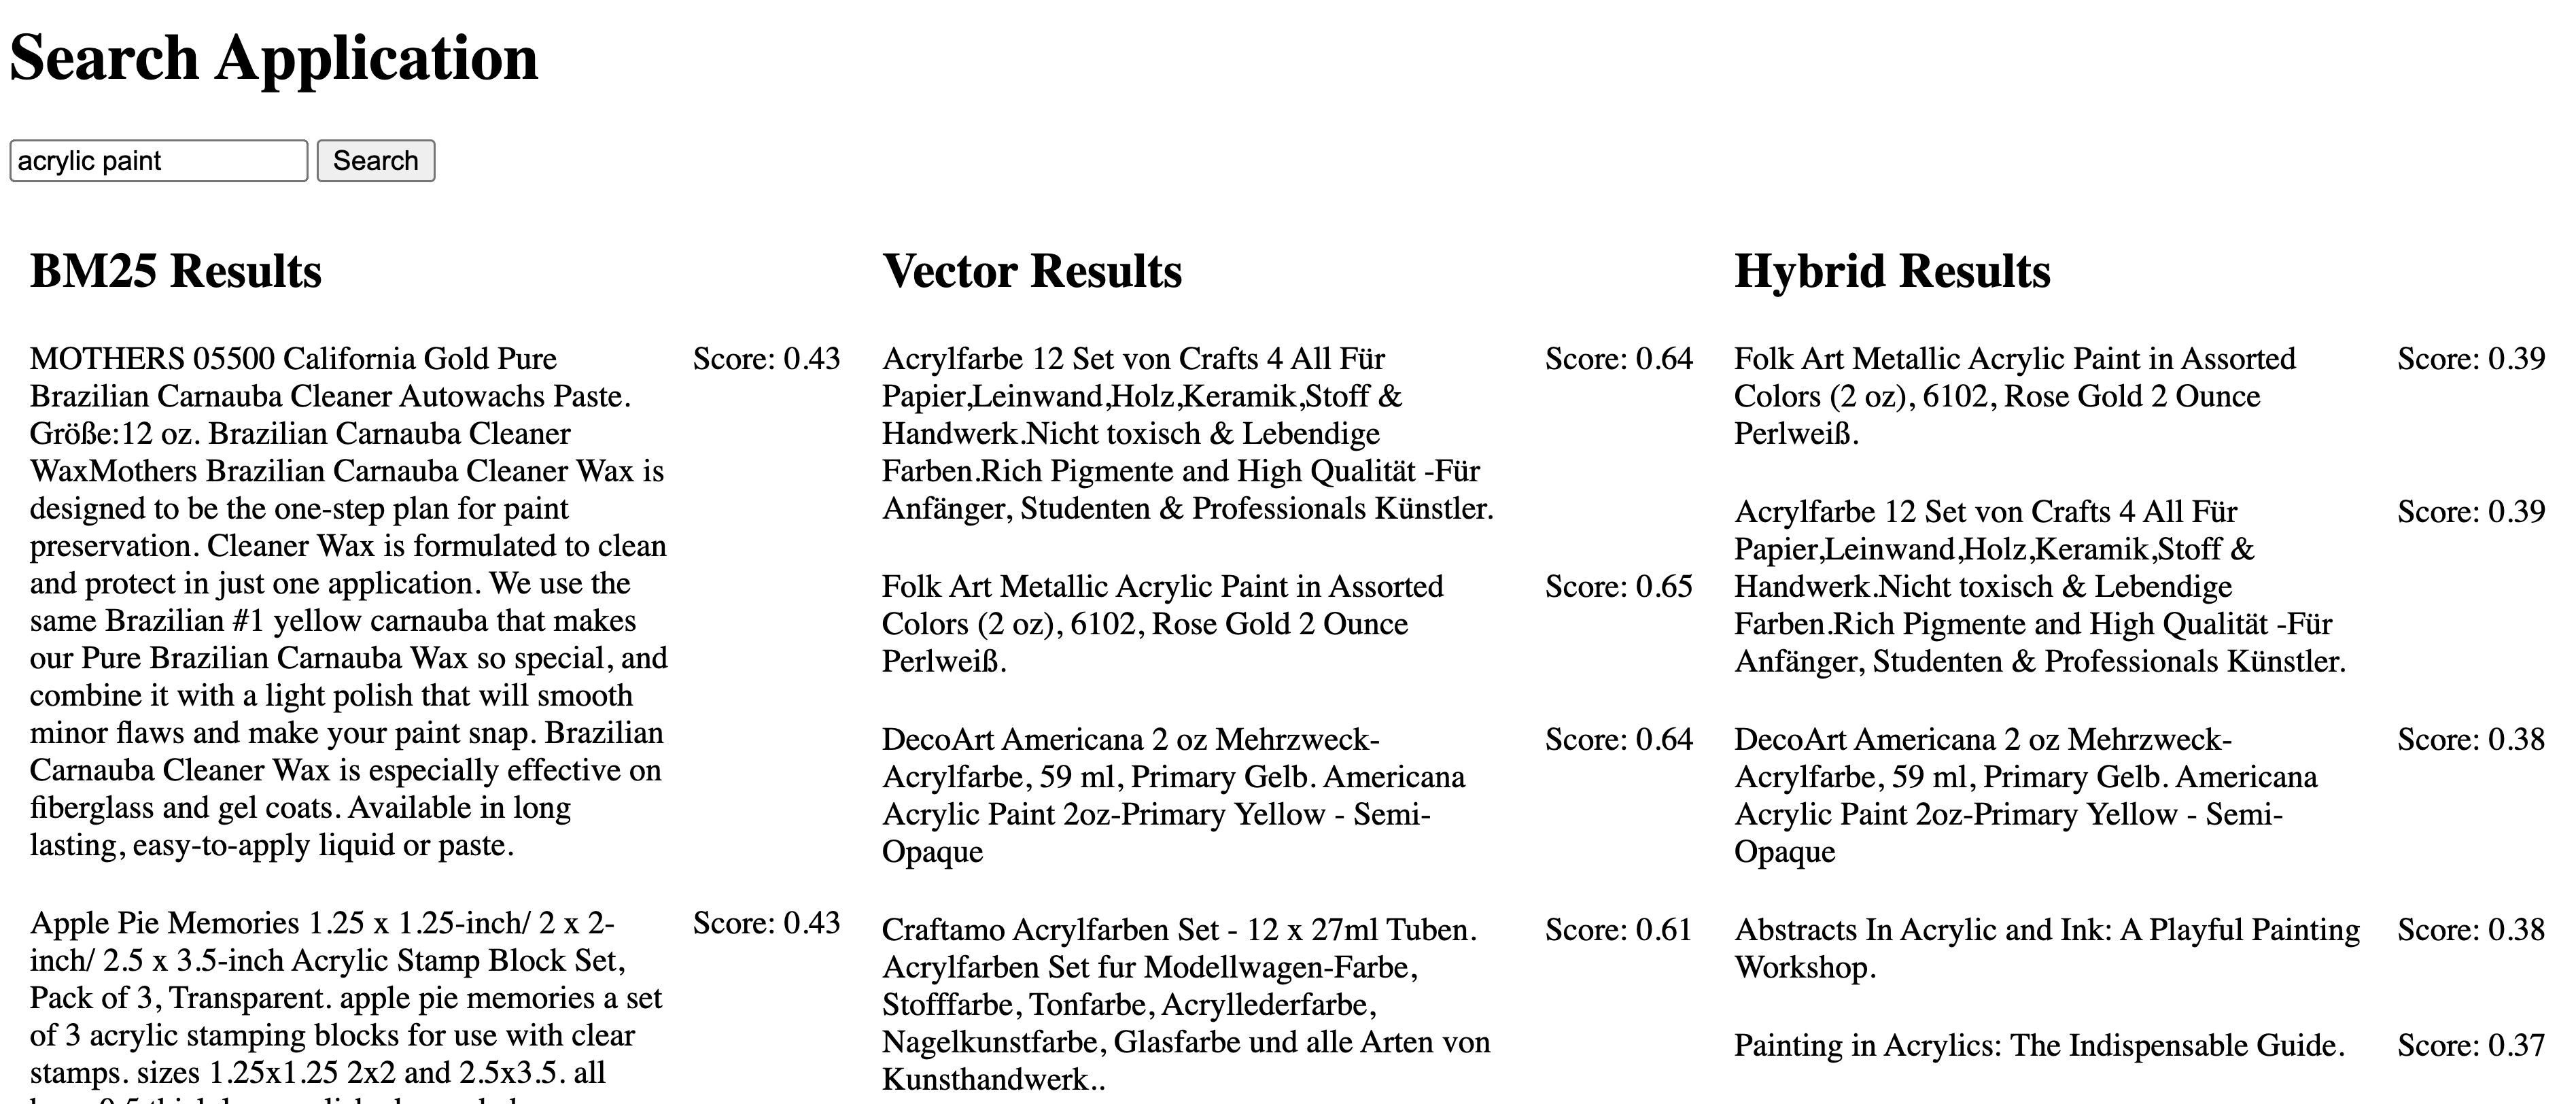 Search Application
acrylic paint Search
BM25 Results
MOTHERS 05500 California Gold Pure Score: 0.43
Brazilian Carnauba Cleaner Autowachs Paste.
Größe:12 oz. Brazilian Carnauba Cleaner
WaxMothers Brazilian Carnauba Cleaner Wax is
designed to be the one-step plan for paint
preservation. Cleaner Wax is formulated to clean
and protect in just one application. We use the
same Brazilian #1 yellow carnauba that makes
our Pure Brazilian Carnauba Wax so special, and
combine it with a light polish that will smooth
minor flaws and make your paint snap. Brazilian
Carnauba Cleaner Wax is especially effective on
fiberglass and gel coats. Available in long
lasting, easy-to-apply liquid or paste.
Apple Pie Memories 1.25 x 1.25-inch/ 2 x 2- Score: 0.43
inch/ 2.5 x 3.5-inch Acrylic Stamp Block Set,
Pack of 3, Transparent. apple pie memories a set
of 3 acrylic stamping blocks for use with clear
stamps. sizes 1.25x1.25 2x2 and 2.5x3.5. all
Vector Results
Acrylfarbe 12 Set von Crafts 4 All Für Score: 0.64
Papier,Leinwand,Holz,Keramik,Stoff &
Handwerk.Nicht toxisch & Lebendige
Farben.Rich Pigmente and High Qualität -Für
Anfänger, Studenten & Professionals Künstler.
Folk Art Metallic Acrylic Paint in Assorted Score: 0.65
Colors (2 oz), 6102, Rose Gold 2 Ounce
Perlweiß.
DecoArt Americana 2 oz Mehrzweck- Score: 0.64
Acrylfarbe, 59 ml, Primary Gelb. Americana
Acrylic Paint 2oz-Primary Yellow - Semi-
Opaque
Craftamo Acrylfarben Set - 12 x 27ml Tuben. Score: 0.61
Acrylfarben Set fur Modellwagen-Farbe,
Stofffarbe, Tonfarbe, Acryllederfarbe,
Nagelkunstfarbe, Glasfarbe und alle Arten von
Kunsthandwerk..
Hybrid Results
Folk Art Metallic Acrylic Paint in Assorted Score: 0.39
Colors (2 oz), 6102, Rose Gold 2 Ounce
Perlweiß.
Acrylfarbe 12 Set von Crafts 4 All Für Score: 0.39
Papier,Leinwand,Holz,Keramik,Stoff &
Handwerk.Nicht toxisch & Lebendige
Farben.Rich Pigmente and High Qualität -Für
Anfänger, Studenten & Professionals Künstler.
DecoArt Americana 2 oz Mehrzweck- Score: 0.38
Acrylfarbe, 59 ml, Primary Gelb. Americana
Acrylic Paint 2oz-Primary Yellow - Semi-
Opaque
Abstracts In Acrylic and Ink: A Playful Painting Score: 0.38
Workshop.
Painting in Acrylics: The Indispensable Guide. Score: 0.37